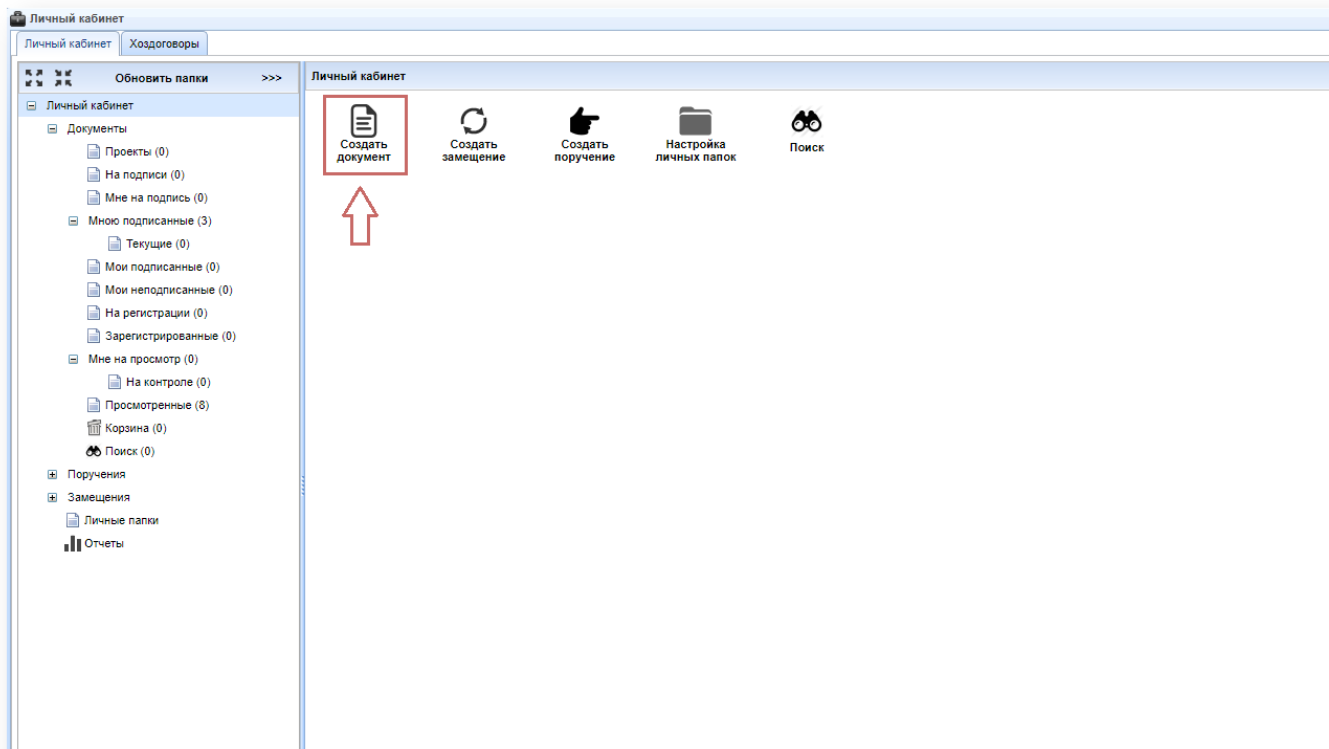 Личный кабинет
Личный кабинет
Хоздоговоры
Обновить папки >>>
Личный кабинет
Документы
Проекты (0)
На подписи (0)
Мне на подпись (0)
Мною подписанные (3)
Текущие (0)
Мои подписанные (0)
Мои неподписанные (0)
На регистрации (0)
Зарегистрированные (0)
Мне на просмотр (0)
На контроле (0)
Просмотренные (8)
Корзина (0)
Поиск (0)
Поручения
Замещения
Личные папки
Отчеты
Личный кабинет
Создать
документ
Создать
замещение
Создать
поручение
Настройка
личных папок
Поиск